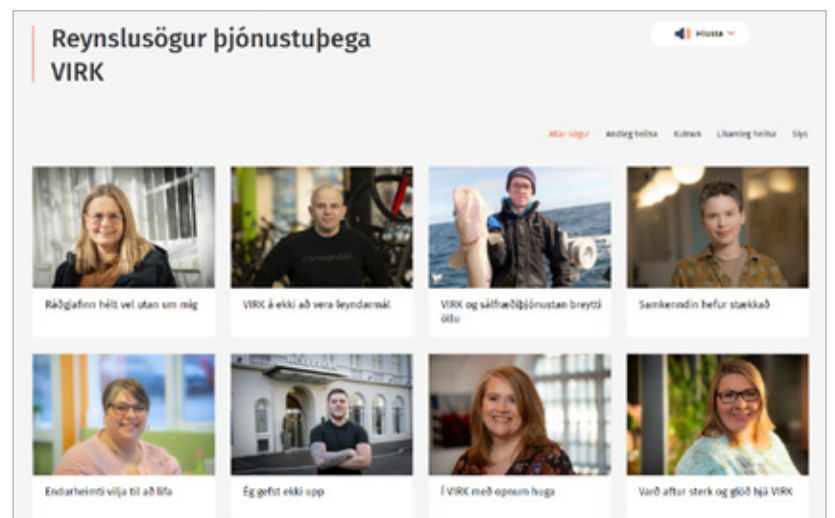 Reynslusögur þjónustuþega
VIRK
Hlusta
Allar sögur Andleg heilsa Kulnun Líkamleg heilsa Slys
Ráðgjafinn hélt vel utan um mig
VIRK á ekki að vera leyndarmál
VIRK og sálfræðiþjónustan breytti
öllu
Samkenndin hefur stækkað
Endurheimti vilja til að lifa
Ég gefst ekki upp
Í VIRK með opnum huga
Varð aftur sterk og glöð hjá VIRK